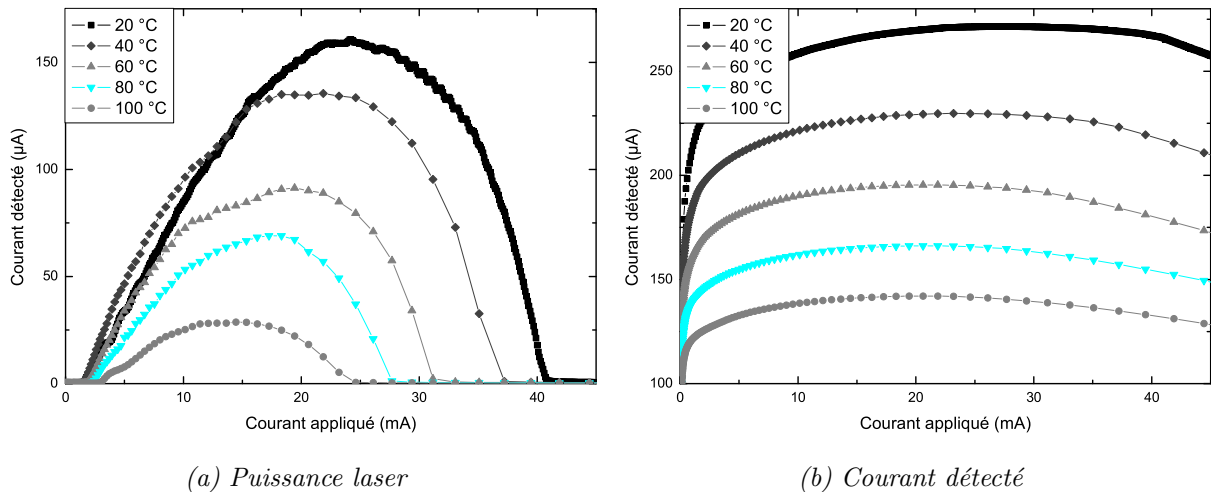 20 °C
40 °C
60 °C
80 °C
100 °C
150
100
50
0
Courant détecté (µA)
0 10 20 30 40
Courant appliqué (mA)
(a) Puissance laser
20 °C
40 °C
60 °C
80 °C
100 °C
250
200
150
100
Courant détecté (µA)
0 10 20 30 40
Courant appliqué (mA)
(b) Courant détecté